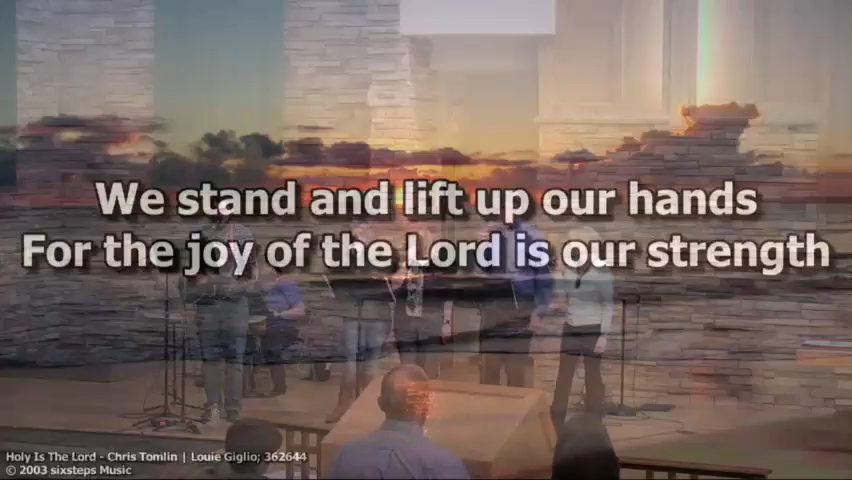 We stand and lift up our hands
For the joy of the Lord is our strength
Holy Is The Lord - Chris Tomlin | Louie Giglio; 362644
© 2003 sixsteps Music